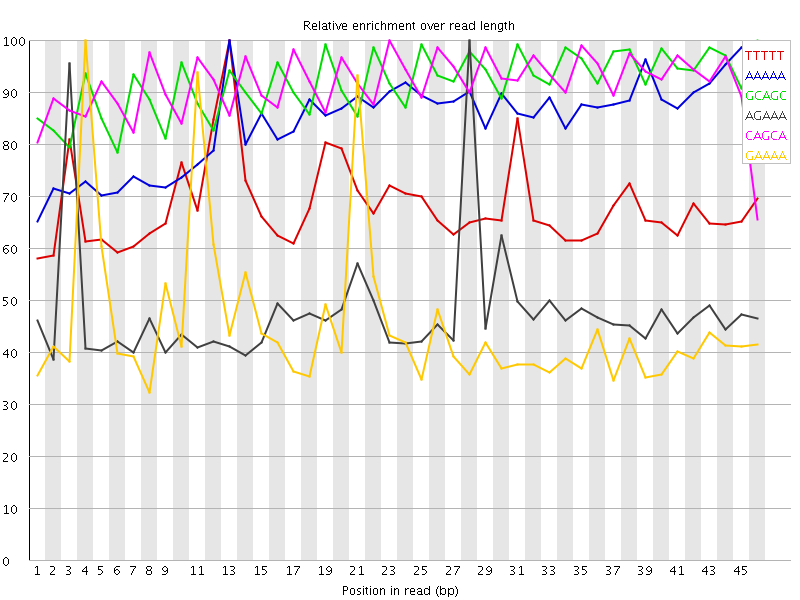 Relative enrichment over read length
100
90
80
70
60
50
40
30
20
10
0
TTTTT
AAAAA
GCAGC
AGAAA
CAGCA
GAAAA
1 2 3 4 5 6 7 8 9 11 13 15 17 19 21 23 25 27 29 31 33 35 37 39 41 43 45
Position in read (bp)